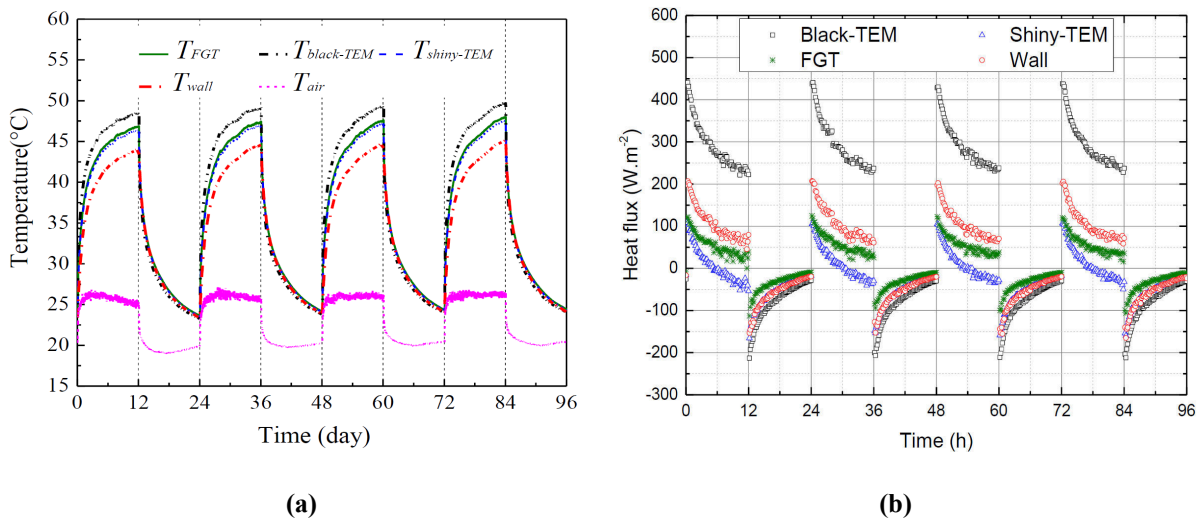 60
55
50
45
40
35
30
25
20
15
Temperature(°C)
T_FGT T_black-TEM T_shiny-TEM
T_wall T_air
0 12 24 36 48 60 72 84 96
Time (day)
(a)
600
500
400
300
200
100
0
-100
-200
-300
Heat flux (W.m⁻²)
Black-TEM Shiny-TEM
FGT Wall
0 12 24 36 48 60 72 84 96
Time (h)
(b)